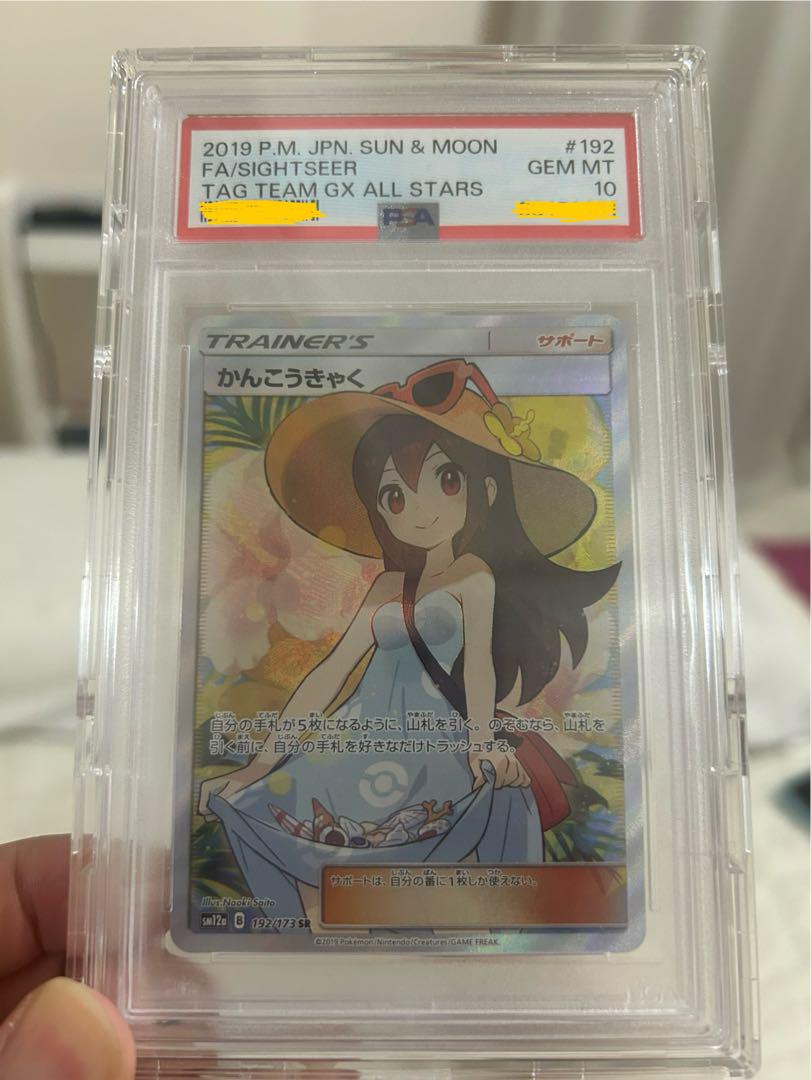 2019 P.M. JPN. SUN & MOON #192
FA/SIGHTSEER GEM MT
TAG TEAM GX ALL STARS 10
PSA
TRAINER'S サポート
かんこうきゃく
自分の手札が5枚になるように、山札を引く。のぞむなら、山札を
引く前に、自分の手札を好きなだけトラッシュする。
サポートは、自分の番に1枚しか使えない。
Illus. Naoki Saito
SM12a B 192/173 SR
©2019 Pokémon/Nintendo/Creatures/GAME FREAK.